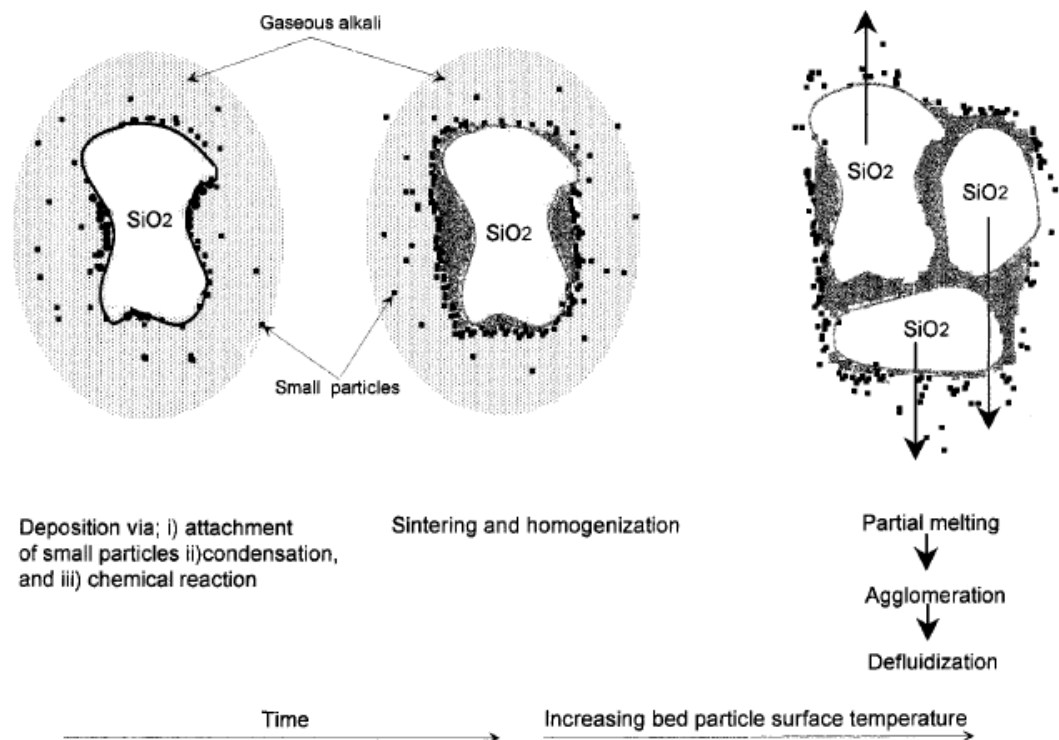 Gaseous alkali
SiO2
SiO2
SiO2
SiO2
SiO2
Small particles
Deposition via; i) attachment
of small particles ii)condensation,
and iii) chemical reaction
Sintering and homogenization
Partial melting
Agglomeration
Defluidization
Time
Increasing bed particle surface temperature